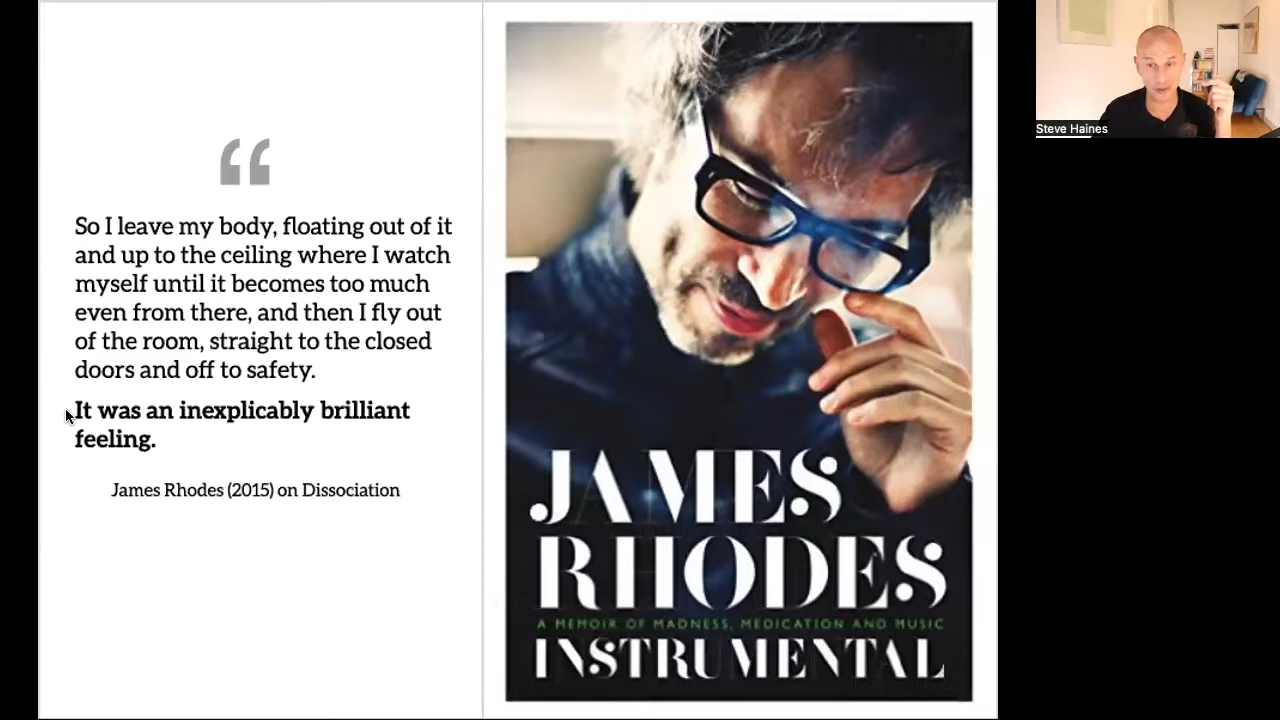 “
So I leave my body, floating out of it
and up to the ceiling where I watch
myself until it becomes too much
even from there, and then I fly out
of the room, straight to the closed
doors and off to safety.
It was an inexplicably brilliant
feeling.
James Rhodes (2015) on Dissociation
JAMES
RHODES
A MEMOIR OF MADNESS, MEDICATION AND MUSIC
INSTRUMENTAL
Steve Haines